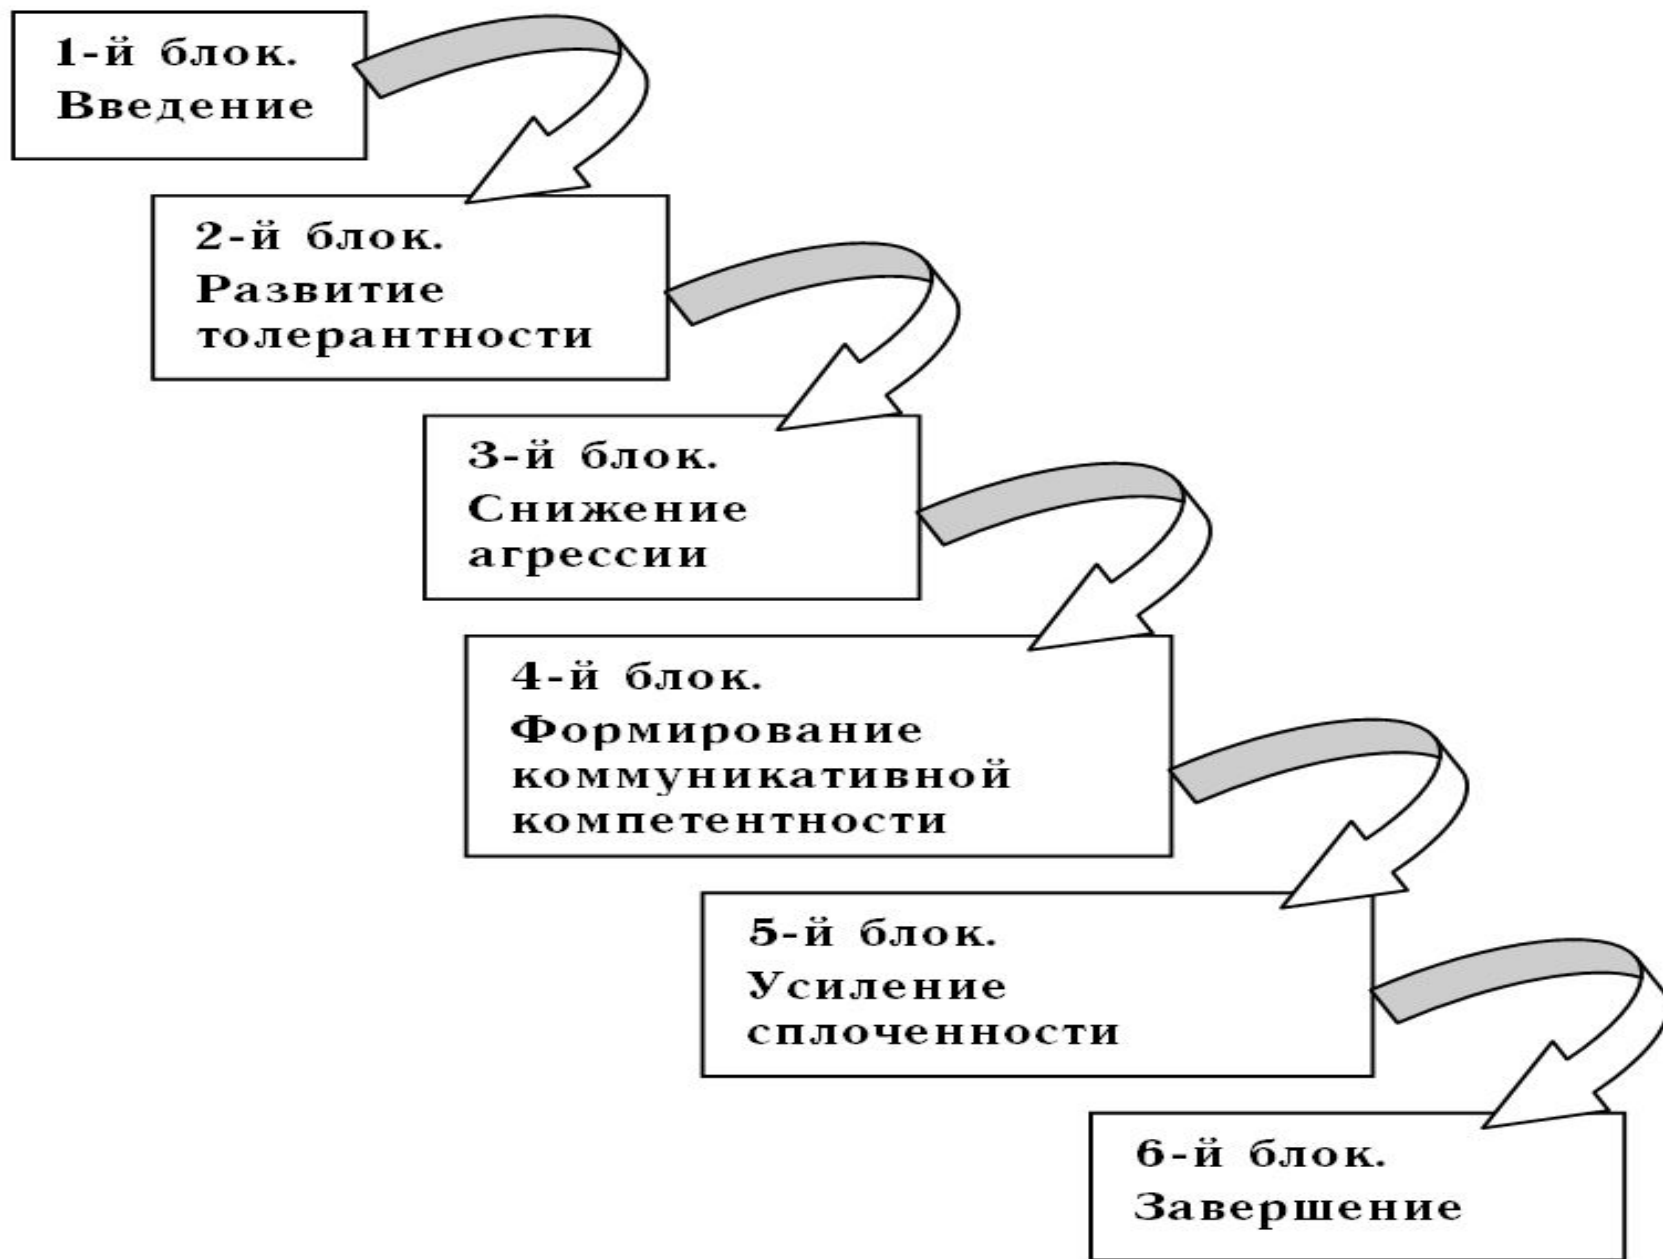 1-й блок.
Введение
2-й блок.
Развитие
толерантности
3-й блок.
Снижение
агрессии
4-й блок.
Формирование
коммуникативной
компетентности
5-й блок.
Усиление
сплоченности
6-й блок.
Завершение